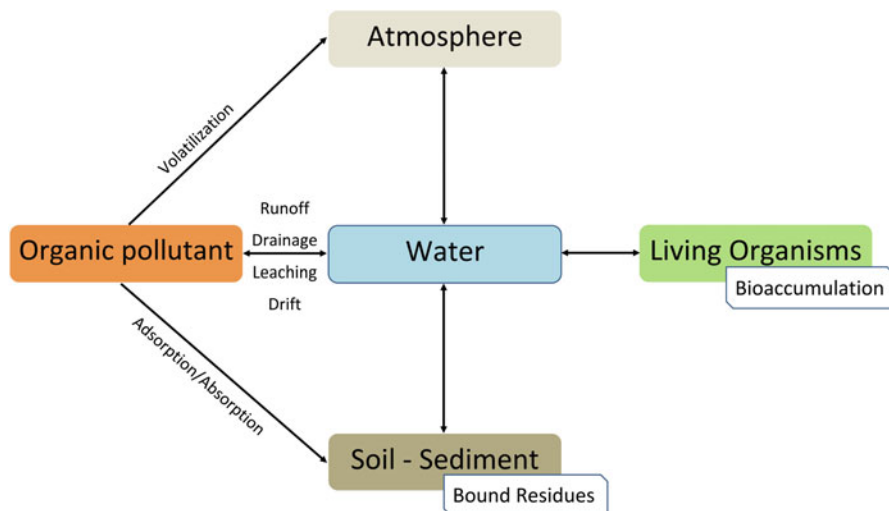 Atmosphere
Volatilization
Runoff
Organic pollutant
Drainage
Water
Living Organisms
Leaching
Bioaccumulation
Drift
Adsorption/Absorption
Soil - Sediment
Bound Residues